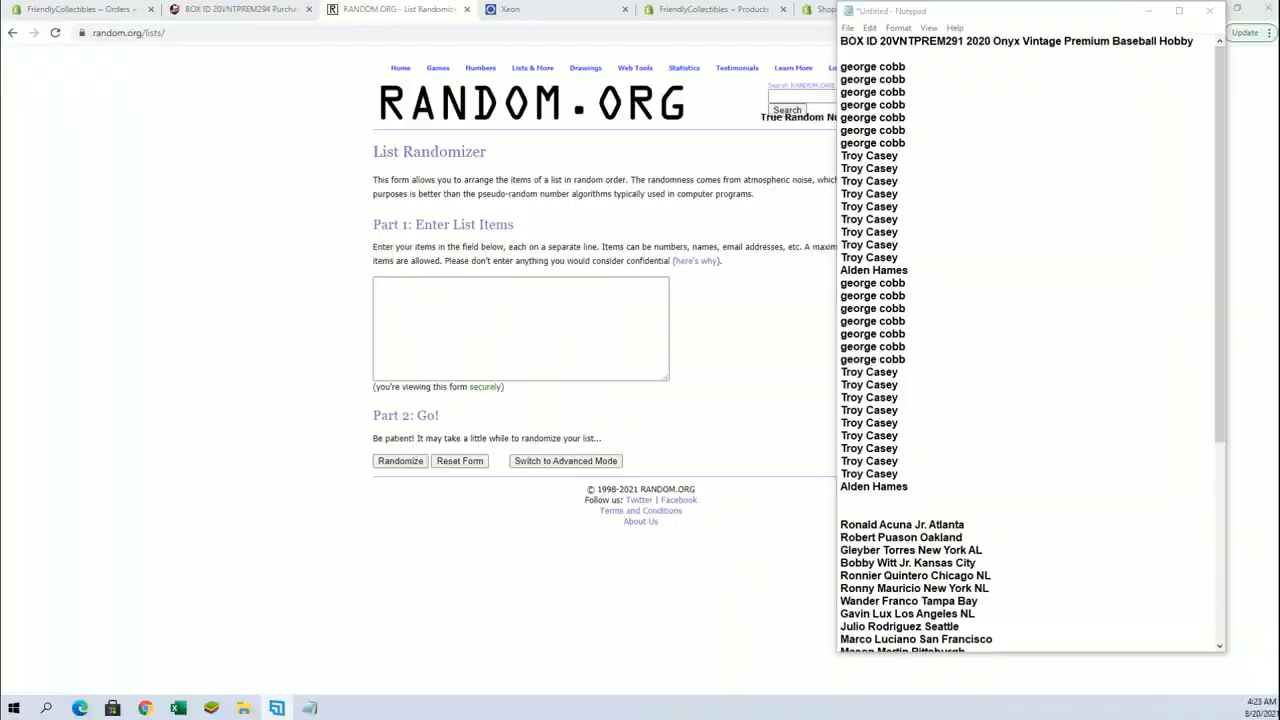 FriendlyCollectibles ~ Orders ~
BOX ID 20VNTPREM294 Purcha
RANDOM.ORG - List Randomize
Xeon
FriendlyCollectibles ~ Products ~
Shop
random.org/lists/
Update
Home Games Numbers Lists & More Drawings Web Tools Statistics Testimonials Learn More Lo
RANDOM.ORG
Search RANDOM.ORG
Search
True Random Nu
List Randomizer
This form allows you to arrange the items of a list in random order. The randomness comes from atmospheric noise, whic
purposes is better than the pseudo-random number algorithms typically used in computer programs.
Part 1: Enter List Items
Enter your items in the field below, each on a separate line. Items can be numbers, names, email addresses, etc. A maxim
items are allowed. Please don't enter anything you would consider confidential (here's why).
(you're viewing this form securely)
Part 2: Go!
Be patient! It may take a little while to randomize your list...
Randomize Reset Form Switch to Advanced Mode
© 1998-2021 RANDOM.ORG
Follow us: Twitter | Facebook
Terms and Conditions
About Us
*Untitled - Notepad
File Edit Format View Help
BOX ID 20VNTPREM291 2020 Onyx Vintage Premium Baseball Hobby
george cobb
george cobb
george cobb
george cobb
george cobb
george cobb
george cobb
Troy Casey
Troy Casey
Troy Casey
Troy Casey
Troy Casey
Troy Casey
Troy Casey
Troy Casey
Troy Casey
Alden Hames
george cobb
george cobb
george cobb
george cobb
george cobb
george cobb
george cobb
Troy Casey
Troy Casey
Troy Casey
Troy Casey
Troy Casey
Troy Casey
Troy Casey
Troy Casey
Troy Casey
Alden Hames
Ronald Acuna Jr. Atlanta
Robert Puason Oakland
Gleyber Torres New York AL
Bobby Witt Jr. Kansas City
Ronnier Quintero Chicago NL
Ronny Mauricio New York NL
Wander Franco Tampa Bay
Gavin Lux Los Angeles NL
Julio Rodriguez Seattle
Marco Luciano San Francisco
Mason Martin Pittsburgh
4:23 AM
8/20/2021